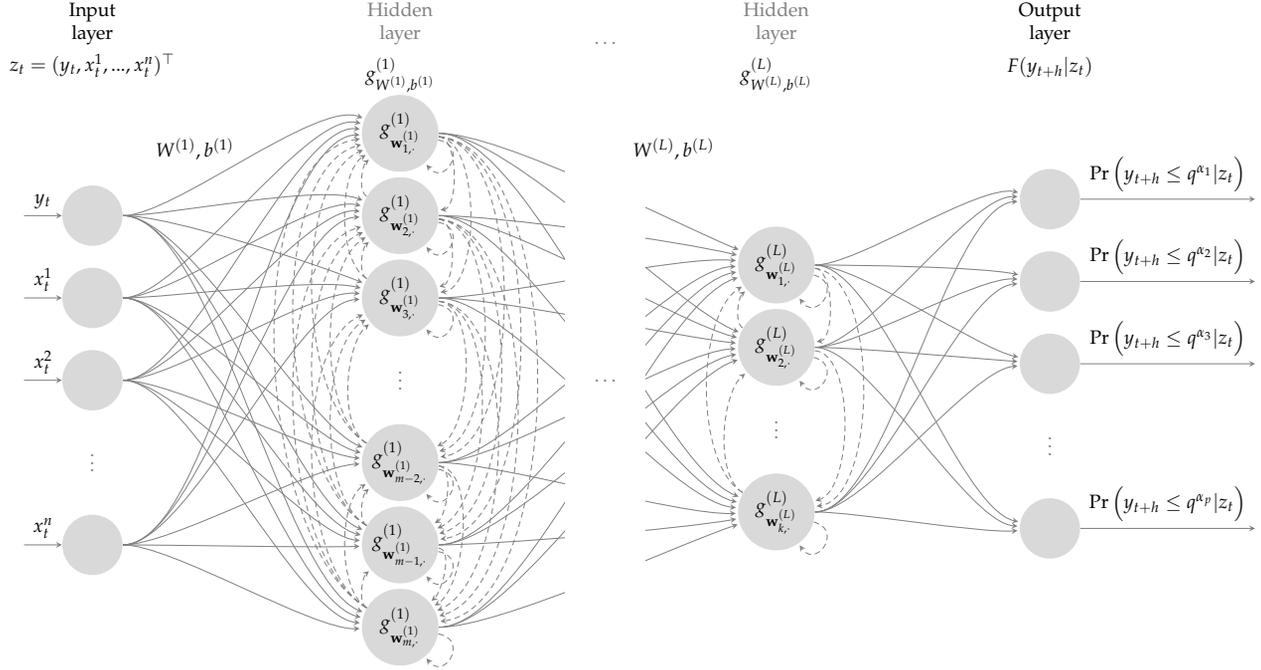 Input
layer
z_t = (y_t, x_t^1, ..., x_t^n)^⊤
Hidden
layer
g^{(1)}_{W^{(1)}, b^{(1)}}
...
Hidden
layer
g^{(L)}_{W^{(L)}, b^{(L)}}
Output
layer
F(y_{t+h}|z_t)
W^{(1)}, b^{(1)}
W^{(L)}, b^{(L)}
y_t
x_t^1
x_t^2
⋮
x_t^n
g^{(1)}_{w^{(1)}_{1,·}}
g^{(1)}_{w^{(1)}_{2,·}}
g^{(1)}_{w^{(1)}_{3,·}}
⋮
g^{(1)}_{w^{(1)}_{m−2,·}}
g^{(1)}_{w^{(1)}_{m−1,·}}
g^{(1)}_{w^{(1)}_{m,·}}
...
g^{(L)}_{w^{(L)}_{1,·}}
g^{(L)}_{w^{(L)}_{2,·}}
⋮
g^{(L)}_{w^{(L)}_{k,·}}
Pr (y_{t+h} ≤ q^{α_1}|z_t)
Pr (y_{t+h} ≤ q^{α_2}|z_t)
Pr (y_{t+h} ≤ q^{α_3}|z_t)
⋮
Pr (y_{t+h} ≤ q^{α_p}|z_t)